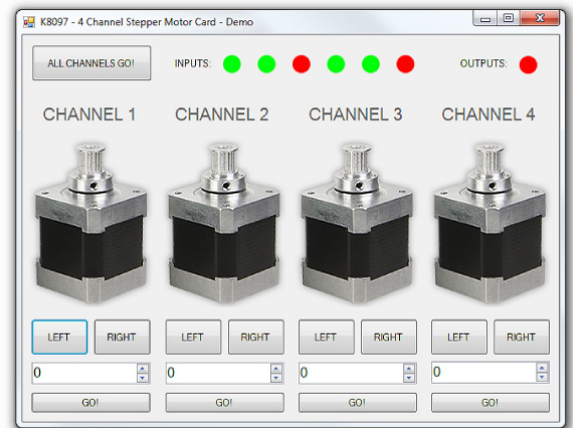 K8097 - 4 Channel Stepper Motor Card - Demo
ALL CHANNELS GO! INPUTS: OUTPUTS:
CHANNEL 1 CHANNEL 2 CHANNEL 3 CHANNEL 4
LEFT RIGHT LEFT RIGHT LEFT RIGHT LEFT RIGHT
0 0 0 0
GO! GO! GO! GO!